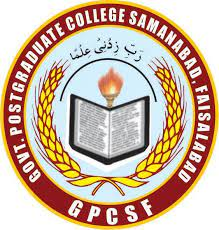 GOVT. POSTGRADUATE COLLEGE SAMANABAD, FAISALABAD
رَبِّ زِدْنِي عِلْمًا
GPCSF